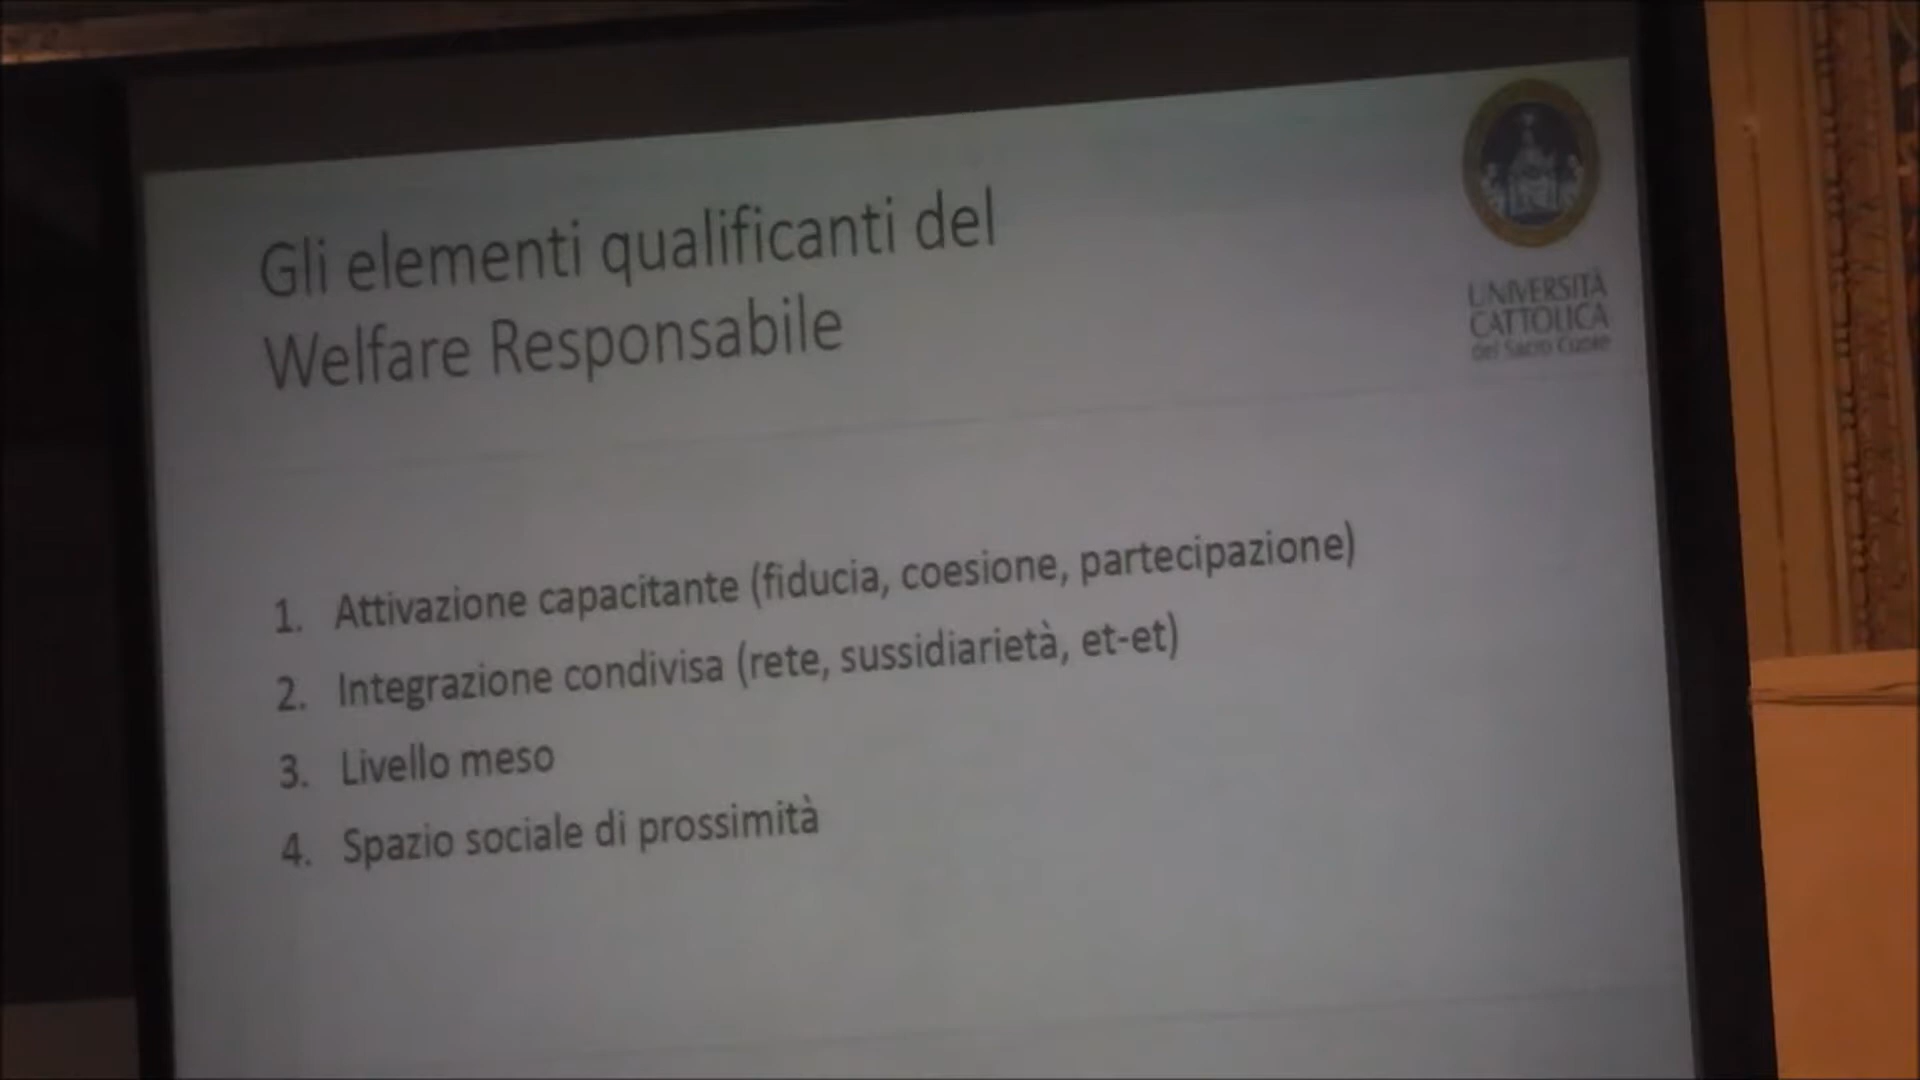 Gli elementi qualificanti del
Welfare Responsabile
UNIVERSITÀ
CATTOLICA
del Sacro Cuore
1. Attivazione capacitante (fiducia, coesione, partecipazione)
2. Integrazione condivisa (rete, sussidiarietà, et-et)
3. Livello meso
4. Spazio sociale di prossimità